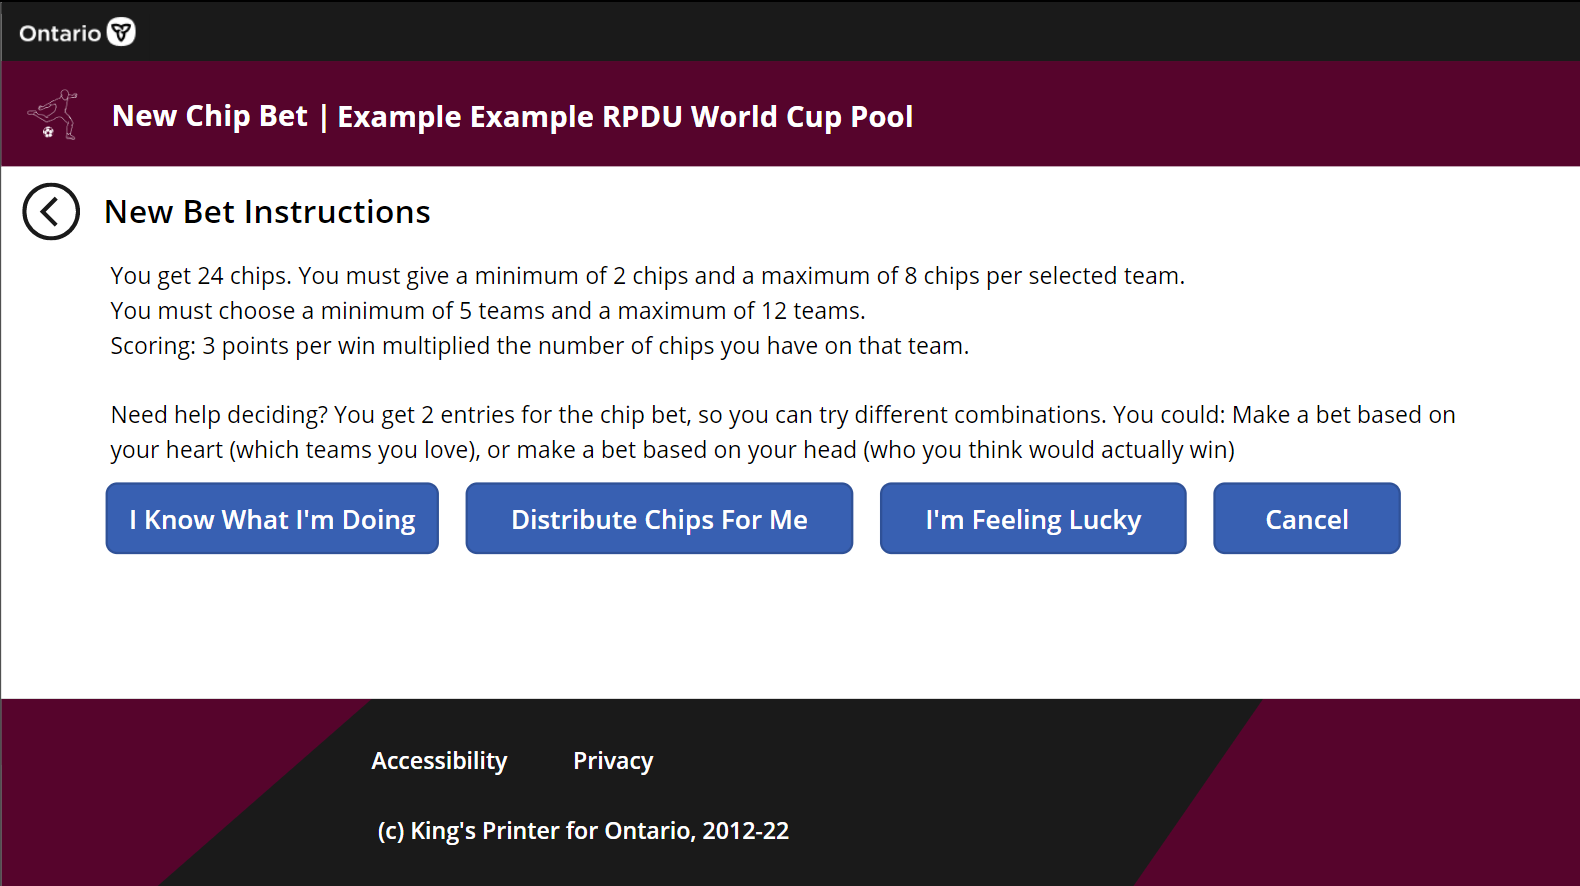 Ontario
New Chip Bet | Example Example RPDU World Cup Pool
New Bet Instructions
You get 24 chips. You must give a minimum of 2 chips and a maximum of 8 chips per selected team.
You must choose a minimum of 5 teams and a maximum of 12 teams.
Scoring: 3 points per win multiplied the number of chips you have on that team.
Need help deciding? You get 2 entries for the chip bet, so you can try different combinations. You could: Make a bet based on
your heart (which teams you love), or make a bet based on your head (who you think would actually win)
I Know What I'm Doing
Distribute Chips For Me
I'm Feeling Lucky
Cancel
Accessibility
Privacy
(c) King's Printer for Ontario, 2012-22